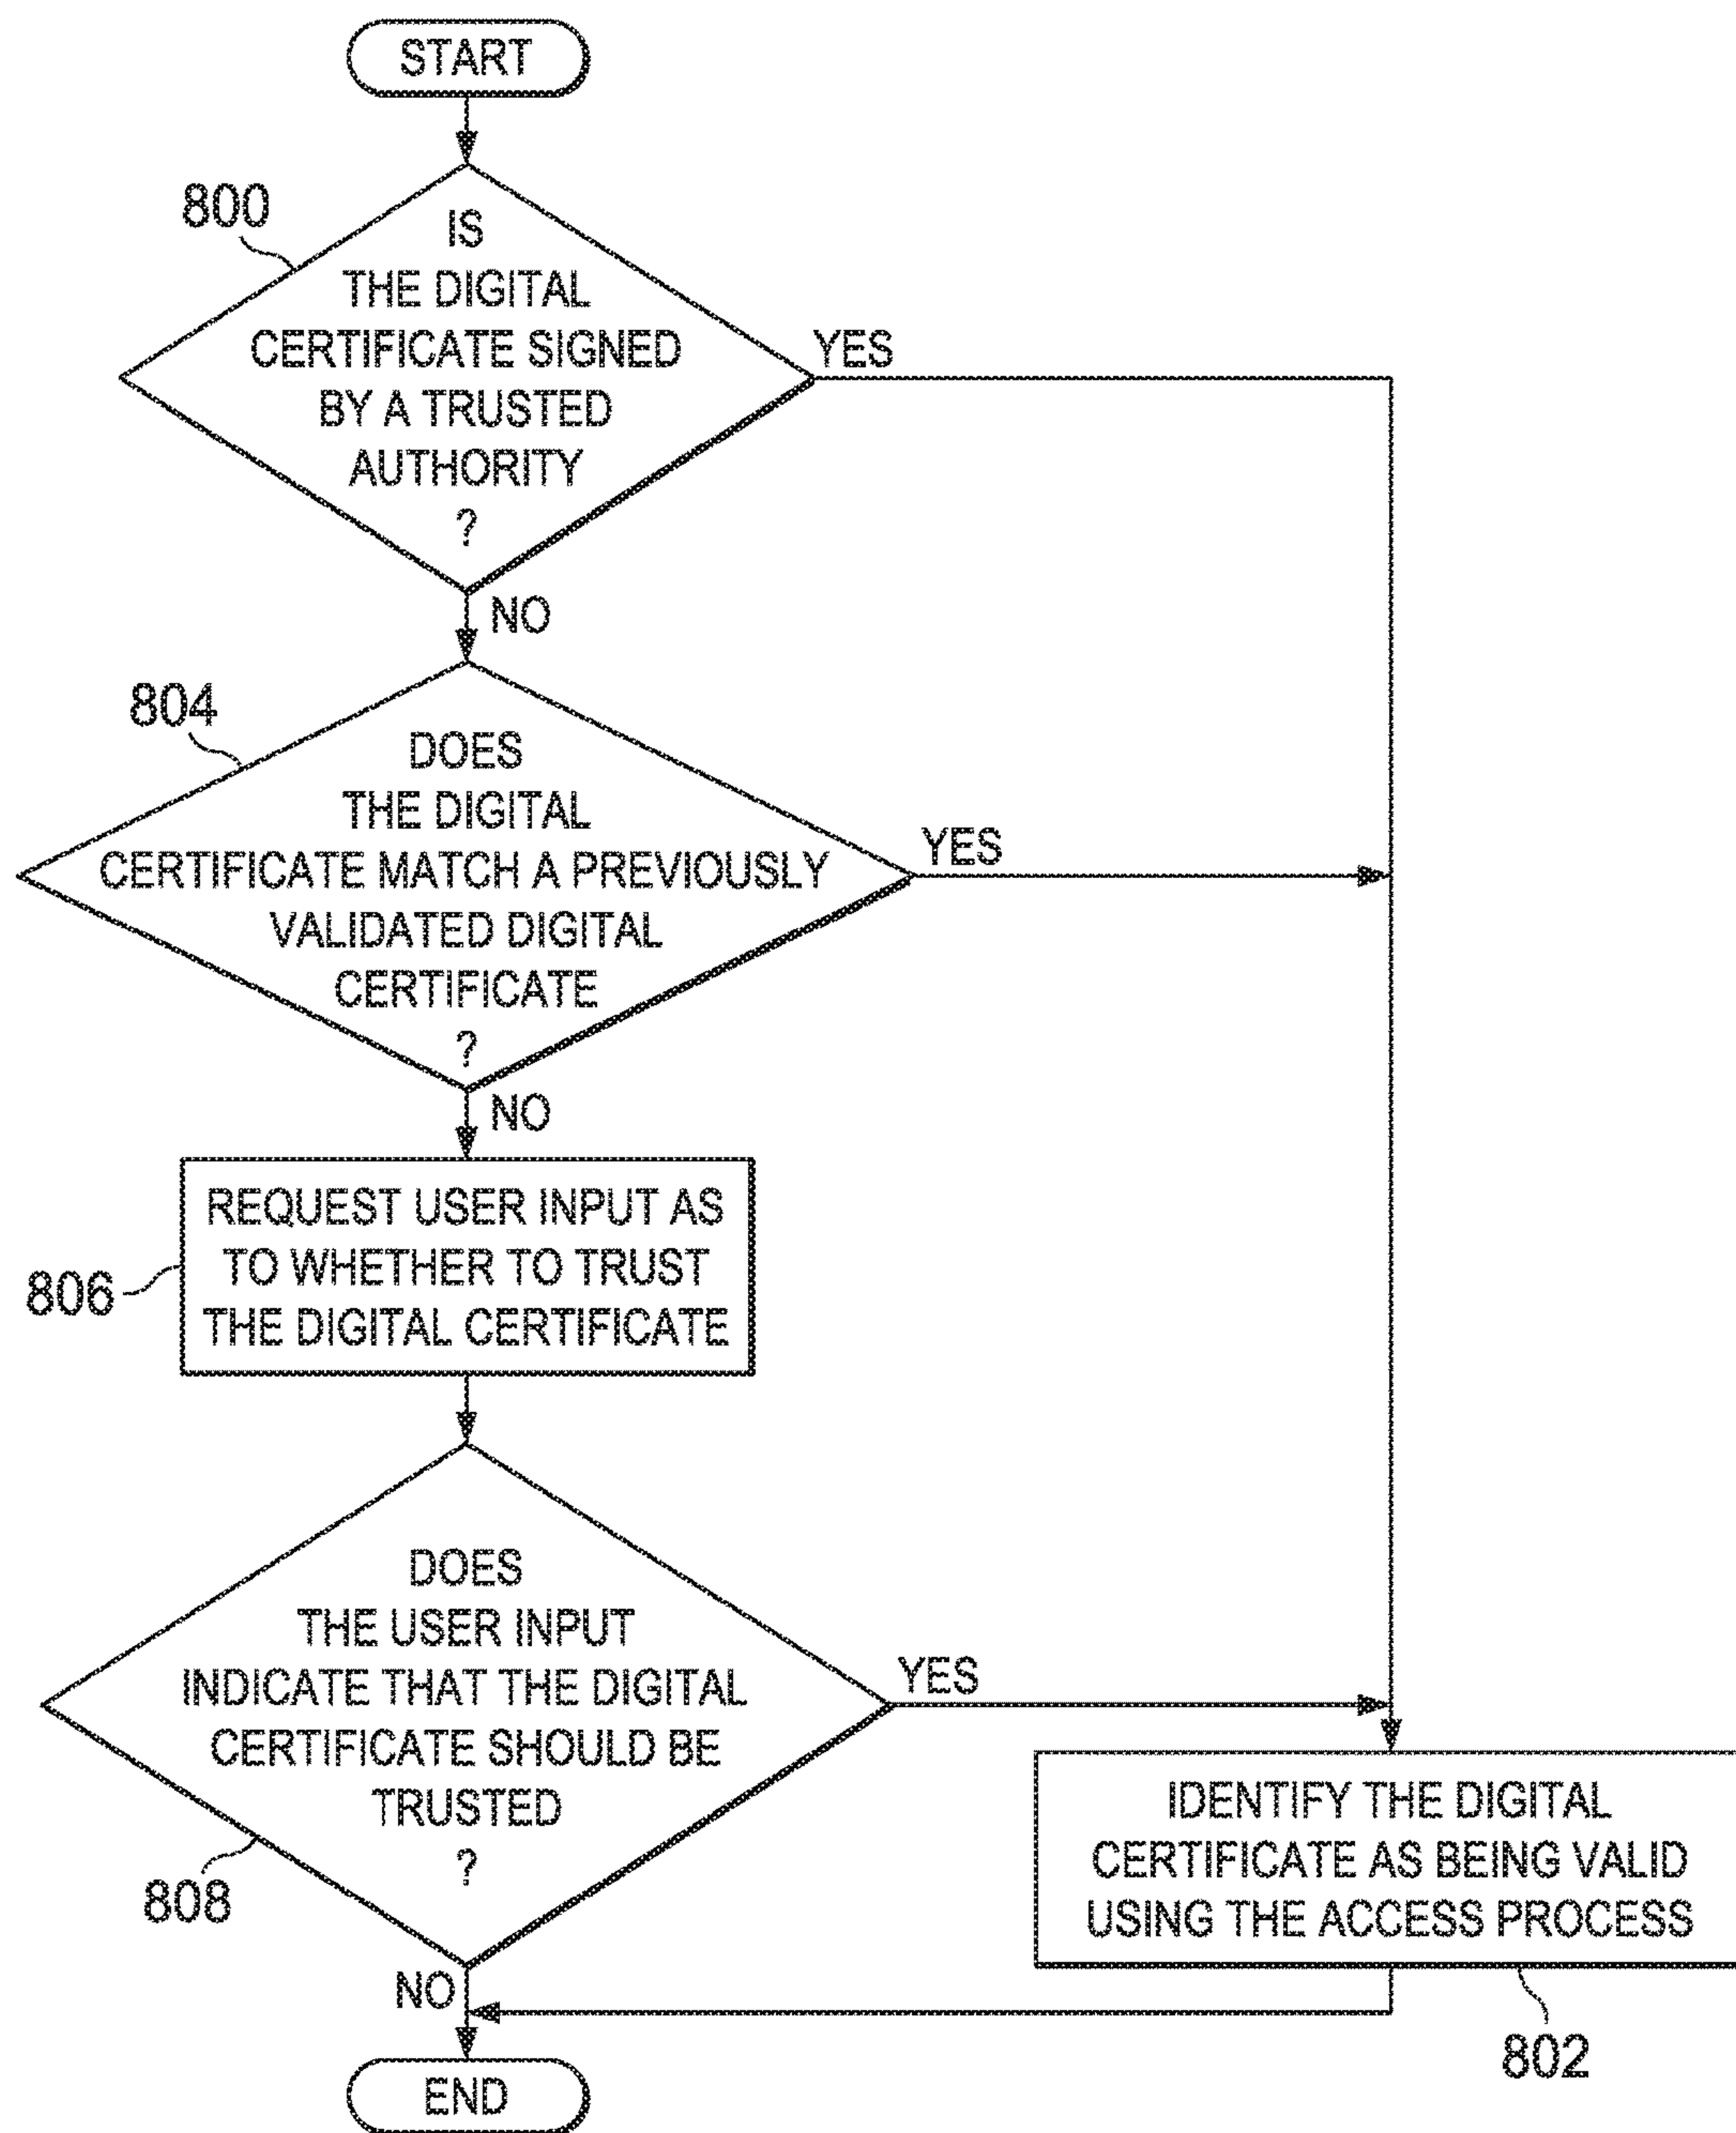 START
800
IS
THE DIGITAL
CERTIFICATE SIGNED
BY A TRUSTED
AUTHORITY
?
YES
NO
804
DOES
THE DIGITAL
CERTIFICATE MATCH A PREVIOUSLY
VALIDATED DIGITAL
CERTIFICATE
?
YES
NO
806
REQUEST USER INPUT AS
TO WHETHER TO TRUST
THE DIGITAL CERTIFICATE
DOES
THE USER INPUT
INDICATE THAT THE DIGITAL
CERTIFICATE SHOULD BE
TRUSTED
?
808
YES
NO
IDENTIFY THE DIGITAL
CERTIFICATE AS BEING VALID
USING THE ACCESS PROCESS
802
END